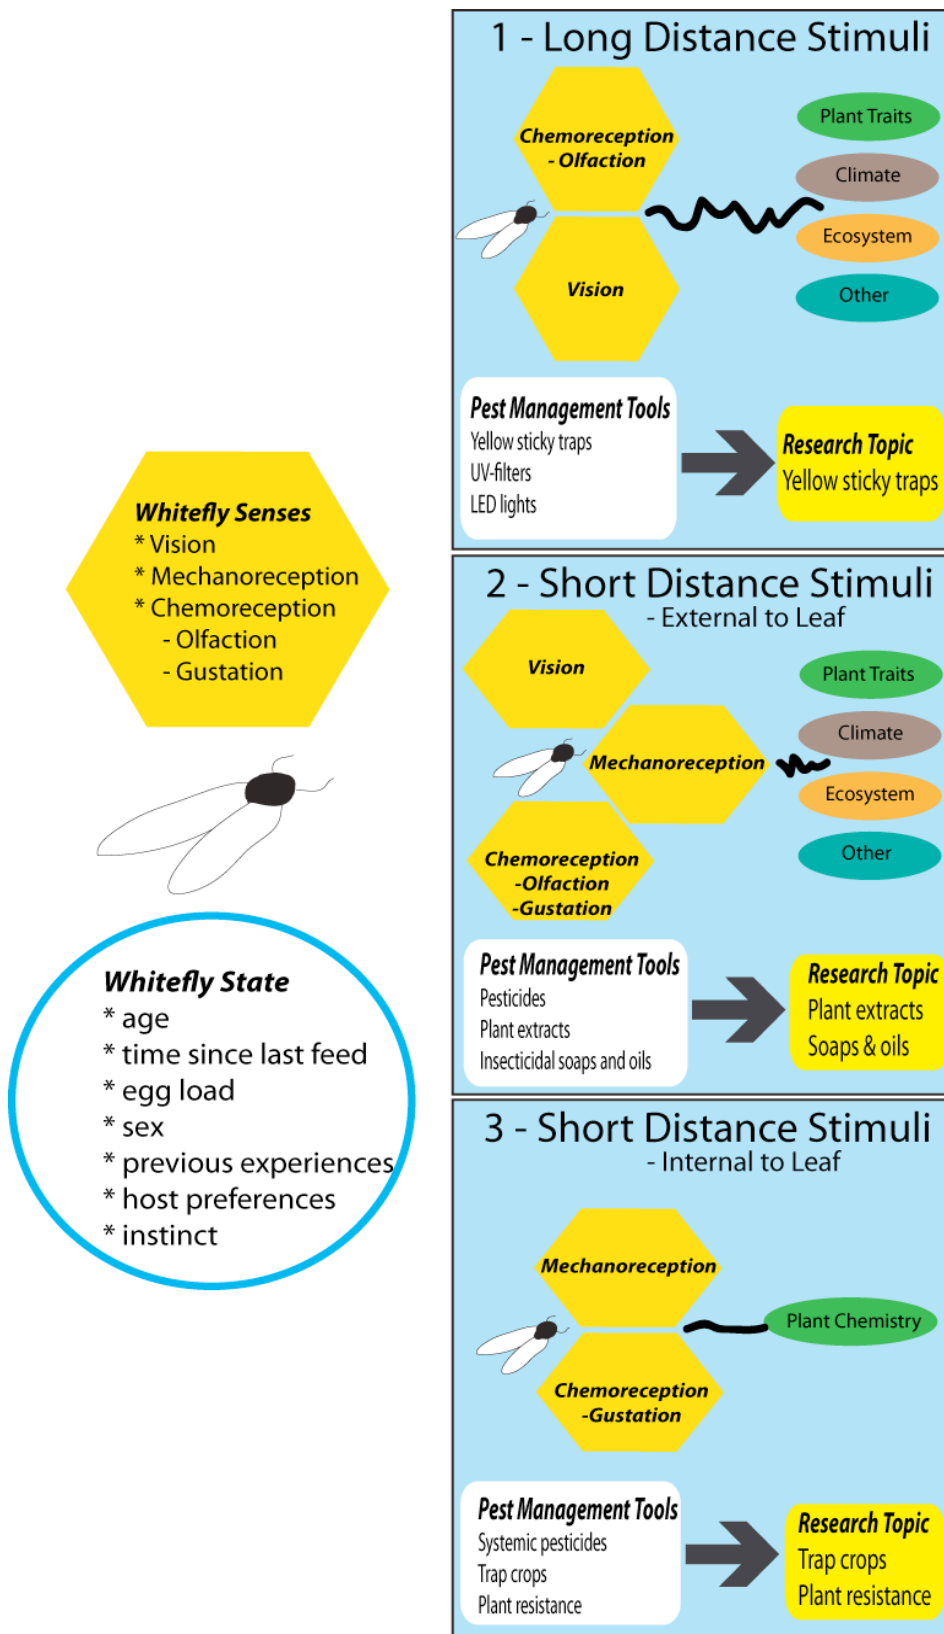 Whitefly Senses
* Vision
* Mechanoreception
* Chemoreception
- Olfaction
- Gustation
Whitefly State
* age
* time since last feed
* egg load
* sex
* previous experiences
* host preferences
* instinct
1 - Long Distance Stimuli
Chemoreception
- Olfaction
Vision
Plant Traits
Climate
Ecosystem
Other
Pest Management Tools
Yellow sticky traps
UV-filters
LED lights
Research Topic
Yellow sticky traps
2 - Short Distance Stimuli
- External to Leaf
Vision
Mechanoreception
Chemoreception
-Olfaction
-Gustation
Plant Traits
Climate
Ecosystem
Other
Pest Management Tools
Pesticides
Plant extracts
Insecticidal soaps and oils
Research Topic
Plant extracts
Soaps & oils
3 - Short Distance Stimuli
- Internal to Leaf
Mechanoreception
Chemoreception
-Gustation
Plant Chemistry
Pest Management Tools
Systemic pesticides
Trap crops
Plant resistance
Research Topic
Trap crops
Plant resistance